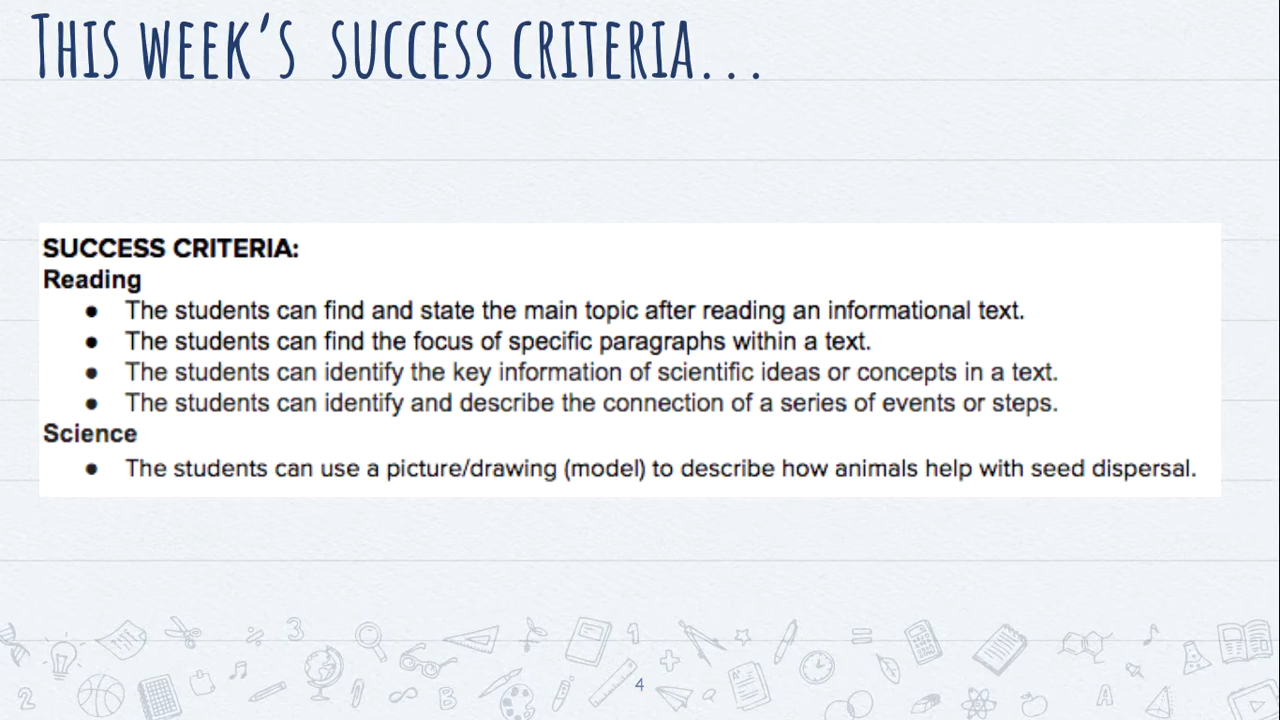 THIS WEEK'S SUCCESS CRITERIA...
SUCCESS CRITERIA:
Reading
● The students can find and state the main topic after reading an informational text.
● The students can find the focus of specific paragraphs within a text.
● The students can identify the key information of scientific ideas or concepts in a text.
● The students can identify and describe the connection of a series of events or steps.
Science
● The students can use a picture/drawing (model) to describe how animals help with seed dispersal.
4